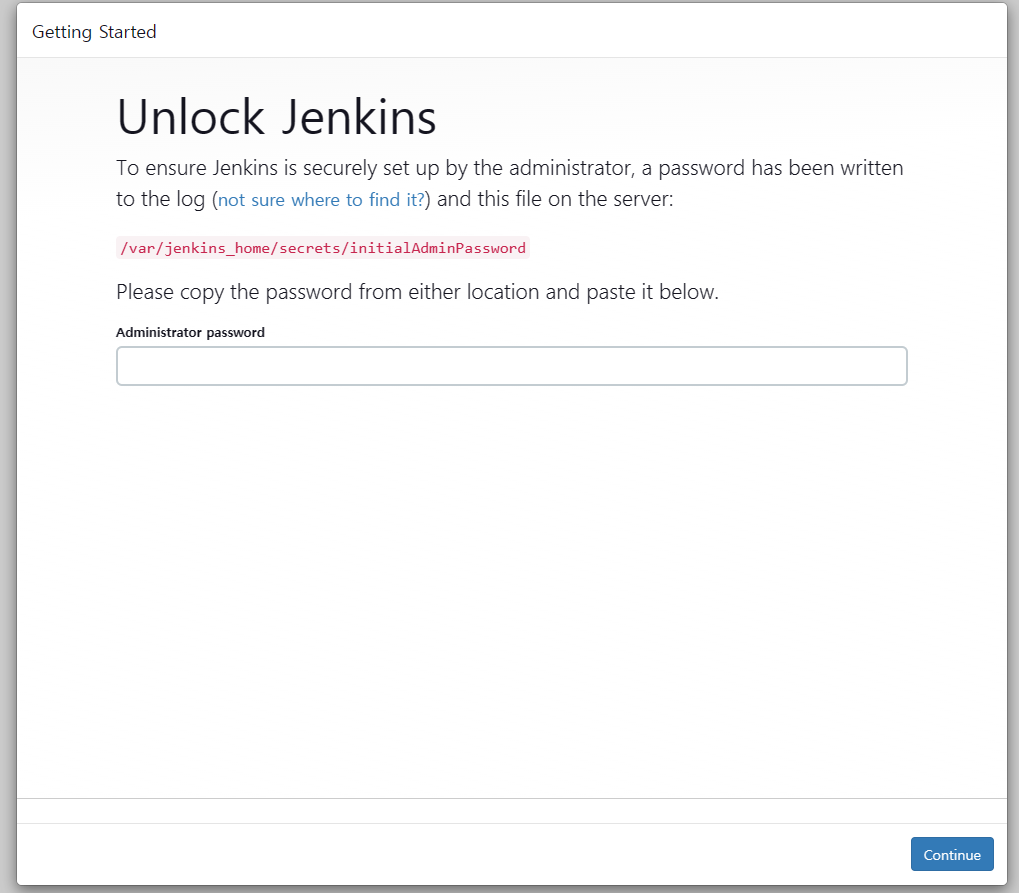 Getting Started
Unlock Jenkins
To ensure Jenkins is securely set up by the administrator, a password has been written
to the log (not sure where to find it?) and this file on the server:
/var/jenkins_home/secrets/initialAdminPassword
Please copy the password from either location and paste it below.
Administrator password
Continue